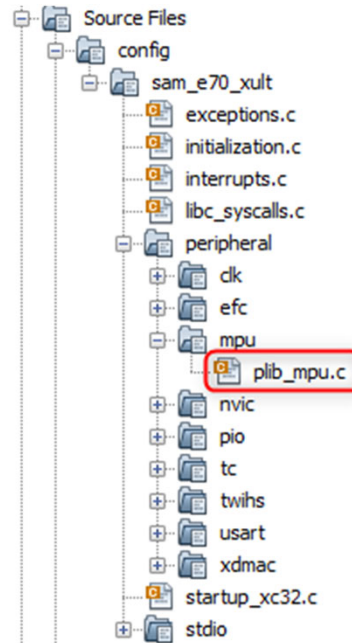 Source Files
config
sam_e70_xult
exceptions.c
initialization.c
interrupts.c
libc_syscalls.c
peripheral
clk
efc
mpu
plib_mpu.c
nvic
pio
tc
twihs
usart
xdmac
startup_xc32.c
stdio